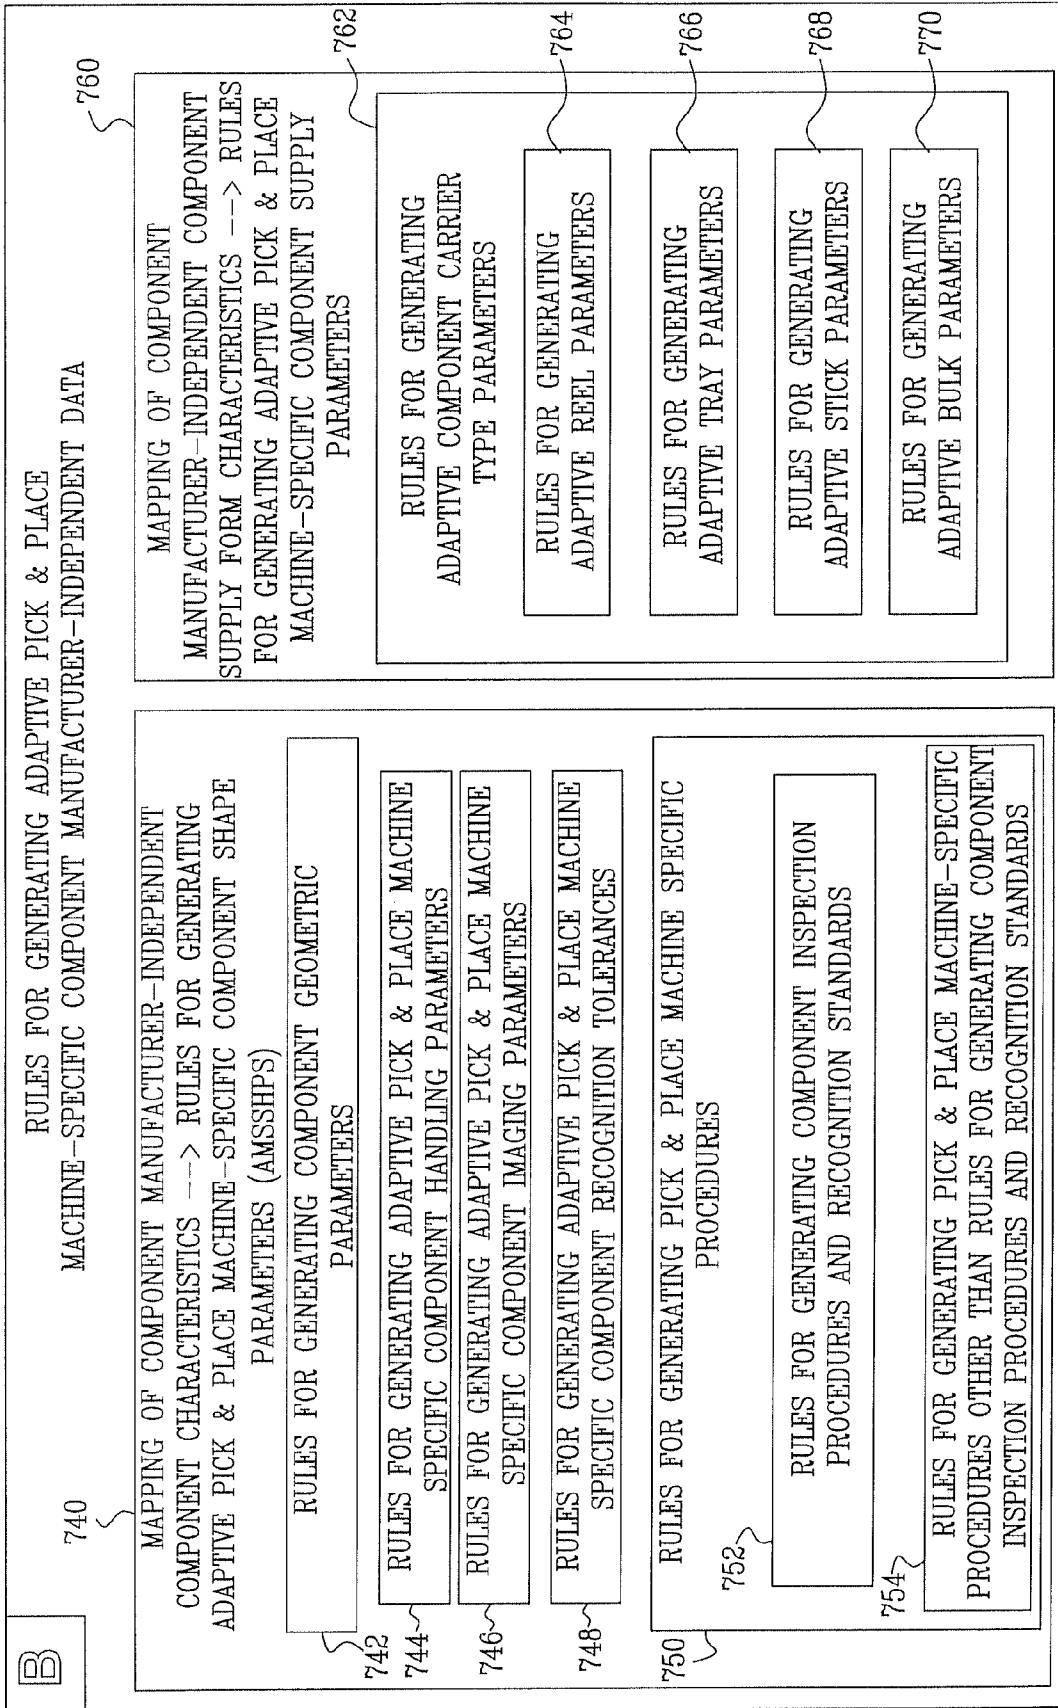 B
RULES FOR GENERATING ADAPTIVE PICK & PLACE
MACHINE-SPECIFIC COMPONENT MANUFACTURER-INDEPENDENT DATA
740
MAPPING OF COMPONENT MANUFACTURER-INDEPENDENT
COMPONENT CHARACTERISTICS ---> RULES FOR GENERATING
ADAPTIVE PICK & PLACE MACHINE-SPECIFIC COMPONENT SHAPE
PARAMETERS (AMSSHPS)
RULES FOR GENERATING COMPONENT GEOMETRIC
PARAMETERS
742
RULES FOR GENERATING ADAPTIVE PICK & PLACE MACHINE
SPECIFIC COMPONENT HANDLING PARAMETERS
744
RULES FOR GENERATING ADAPTIVE PICK & PLACE MACHINE
SPECIFIC COMPONENT IMAGING PARAMETERS
746
RULES FOR GENERATING ADAPTIVE PICK & PLACE MACHINE
SPECIFIC COMPONENT RECOGNITION TOLERANCES
748
RULES FOR GENERATING PICK & PLACE MACHINE SPECIFIC
PROCEDURES
750
752
RULES FOR GENERATING COMPONENT INSPECTION
PROCEDURES AND RECOGNITION STANDARDS
754
RULES FOR GENERATING PICK & PLACE MACHINE-SPECIFIC
PROCEDURES OTHER THAN RULES FOR GENERATING COMPONENT
INSPECTION PROCEDURES AND RECOGNITION STANDARDS
760
MAPPING OF COMPONENT
MANUFACTURER-INDEPENDENT COMPONENT
SUPPLY FORM CHARACTERISTICS ---> RULES
FOR GENERATING ADAPTIVE PICK & PLACE
MACHINE-SPECIFIC COMPONENT SUPPLY
PARAMETERS
762
RULES FOR GENERATING
ADAPTIVE COMPONENT CARRIER
TYPE PARAMETERS
RULES FOR GENERATING
ADAPTIVE REEL PARAMETERS
764
RULES FOR GENERATING
ADAPTIVE TRAY PARAMETERS
766
RULES FOR GENERATING
ADAPTIVE STICK PARAMETERS
768
RULES FOR GENERATING
ADAPTIVE BULK PARAMETERS
770